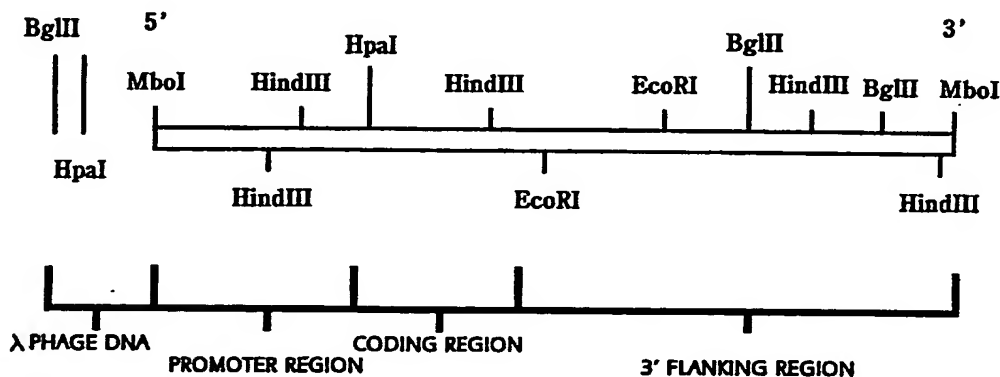 BglII 5' 3'
HpaI BglII
MboI HindIII HindIII EcoRI HindIII BglII MboI
HpaI HindIII EcoRI HindIII
λ PHAGE DNA PROMOTER REGION CODING REGION 3' FLANKING REGION